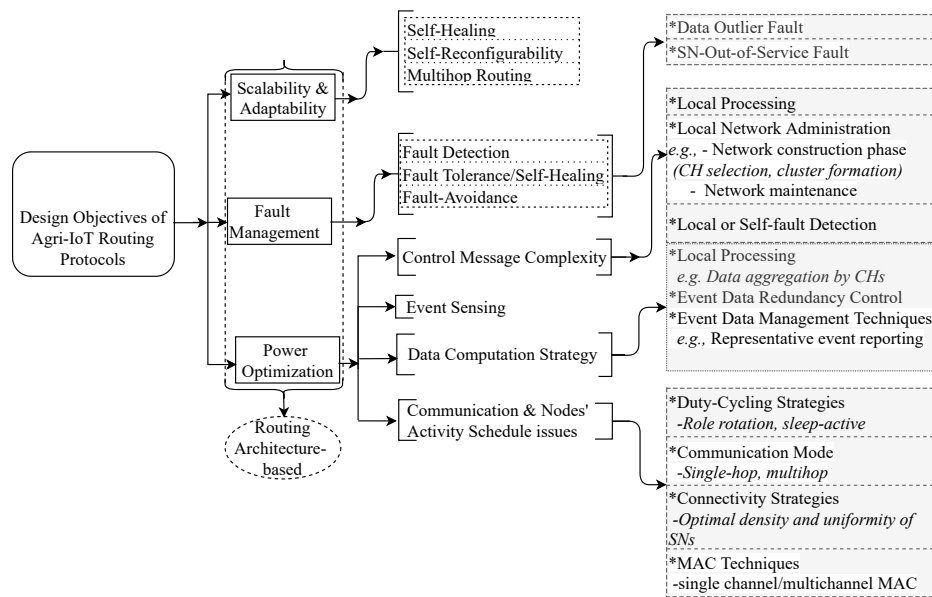 Design Objectives of
Agri-IoT Routing
Protocols
Scalability &
Adaptability
Fault
Management
Power
Optimization
Routing
Architecture-
based
Self-Healing
Self-Reconfigurability
Multihop Routing
Fault Detection
Fault Tolerance/Self-Healing
Fault-Avoidance
Control Message Complexity
Event Sensing
Data Computation Strategy
Communication & Nodes'
Activity Schedule issues
*Data Outlier Fault
*SN-Out-of-Service Fault
*Local Processing
*Local Network Administration
e.g., - Network construction phase
(CH selection, cluster formation)
- Network maintenance
*Local or Self-fault Detection
*Local Processing
e.g. Data aggregation by CHs
*Event Data Redundancy Control
*Event Data Management Techniques
e.g., Representative event reporting
*Duty-Cycling Strategies
-Role rotation, sleep-active
*Communication Mode
-Single-hop, multihop
*Connectivity Strategies
-Optimal density and uniformity of
SNs
*MAC Techniques
-single channel/multichannel MAC